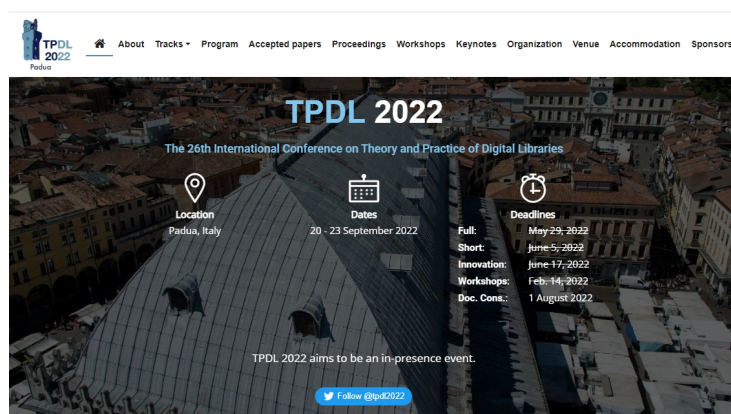 TPDL
2022
Padua
About Tracks Program Accepted papers Proceedings Workshops Keynotes Organization Venue Accommodation Sponsors
TPDL 2022
The 26th International Conference on Theory and Practice of Digital Libraries
Location
Padua, Italy
Dates
20 - 23 September 2022
Deadlines
Full: May 29, 2022
Short: June 5, 2022
Innovation: June 17, 2022
Workshops: Feb. 14, 2022
Doc. Cons.: 1 August 2022
TPDL 2022 aims to be an in-presence event.
Follow @tpdl2022